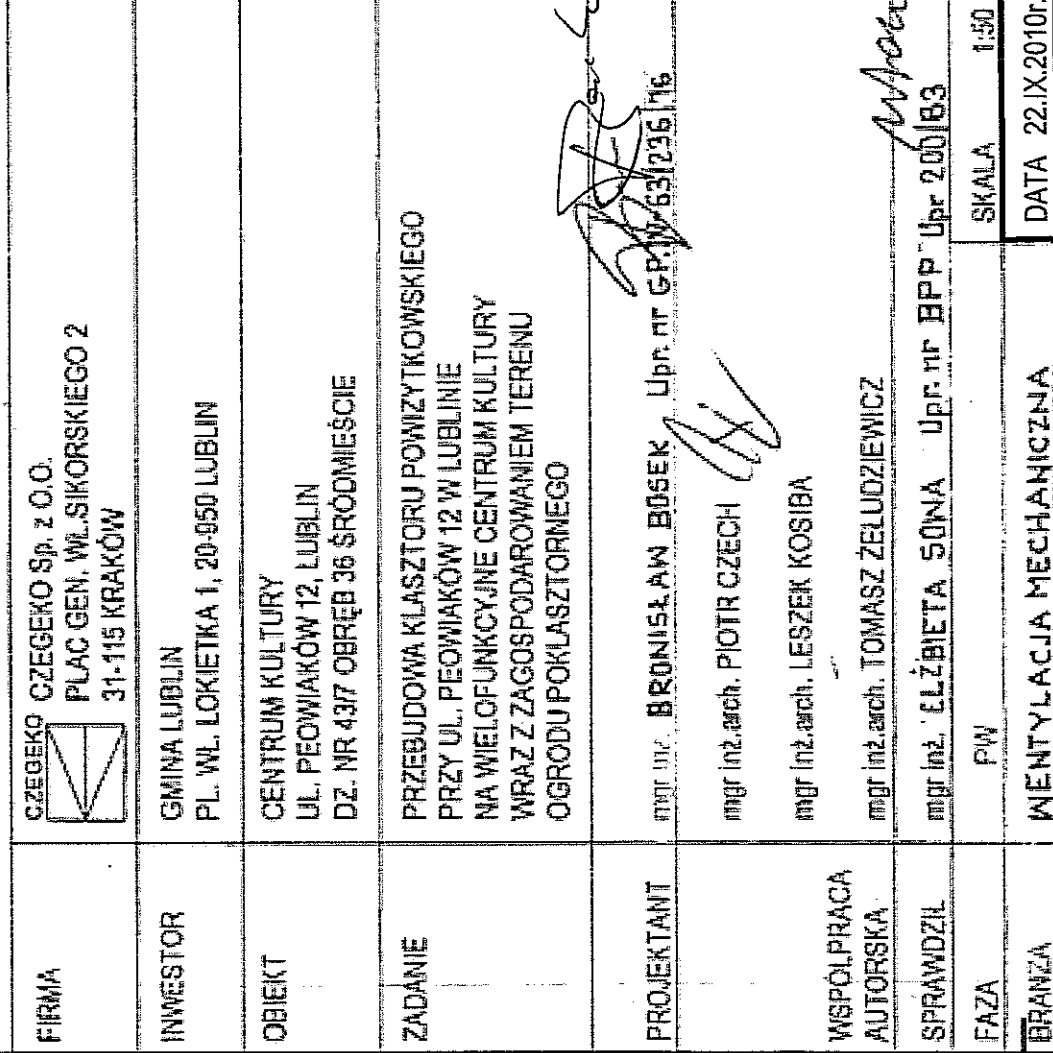 FIRMA
CZEGEKO CZEGEKO Sp. z O.O.
PLAC GEN. WŁ.SIKORSKIEGO 2
31-115 KRAKÓW
INWESTOR
GMINA LUBLIN
PL. WŁ. ŁOKIETKA 1, 20-950 LUBLIN
OBIEKT
CENTRUM KULTURY
UL. PEOWIAKÓW 12, LUBLIN
DZ. NR 43/7 OBRĘB 36 ŚRÓDMIEŚCIE
ZADANIE
PRZEBUDOWA KLASZTORU POWIZYTKOWSKIEGO
PRZY UL. PEOWIAKÓW 12 W LUBLINIE
NA WIELOFUNKCYJNE CENTRUM KULTURY
WRAZ Z ZAGOSPODAROWANIEM TERENU
OGRODU POKLASZTORNEGO
PROJEKTANT
mgr inż. BRONISŁAW BOSEK Upr. nr GP.IV-63/236/76
mgr inż.arch. PIOTR CZECH
mgr inż.arch. LESZEK KOSIBA
WSPÓŁPRACA
AUTORSKA
mgr inż.arch. TOMASZ ŻEŁUDZIEWICZ
SPRAWDZIŁ
mgr inż. ELŻBIETA SOWA Upr. nr BPP Upr 200/83
FAZA
PW
SKALA 1:50
BRANŻA
WENTYLACJA MECHANICZNA
DATA 22.IX.2010r.